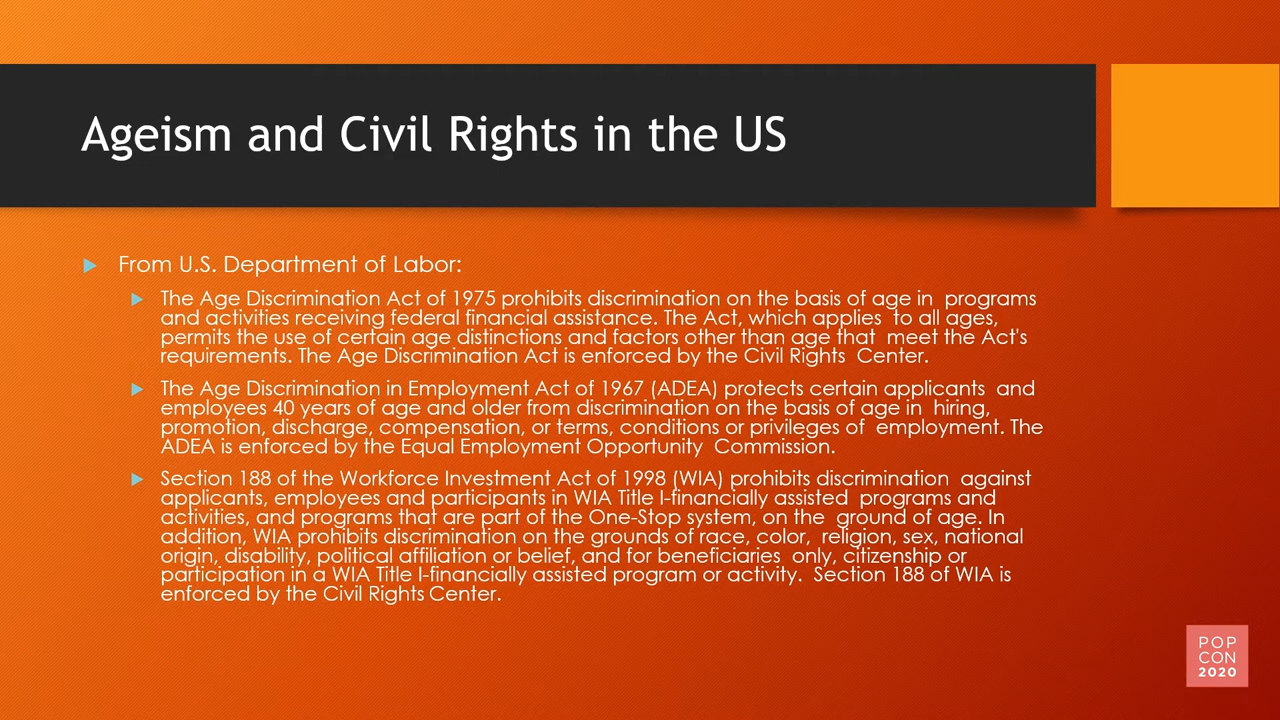 Ageism and Civil Rights in the US
From U.S. Department of Labor:
The Age Discrimination Act of 1975 prohibits discrimination on the basis of age in programs
and activities receiving federal financial assistance. The Act, which applies to all ages,
permits the use of certain age distinctions and factors other than age that meet the Act's
requirements. The Age Discrimination Act is enforced by the Civil Rights Center.
The Age Discrimination in Employment Act of 1967 (ADEA) protects certain applicants and
employees 40 years of age and older from discrimination on the basis of age in hiring,
promotion, discharge, compensation, or terms, conditions or privileges of employment. The
ADEA is enforced by the Equal Employment Opportunity Commission.
Section 188 of the Workforce Investment Act of 1998 (WIA) prohibits discrimination against
applicants, employees and participants in WIA Title I-financially assisted programs and
activities, and programs that are part of the One-Stop system, on the ground of age. In
addition, WIA prohibits discrimination on the grounds of race, color, religion, sex, national
origin, disability, political affiliation or belief, and for beneficiaries only, citizenship or
participation in a WIA Title I-financially assisted program or activity. Section 188 of WIA is
enforced by the Civil Rights Center.
POP
CON
2020